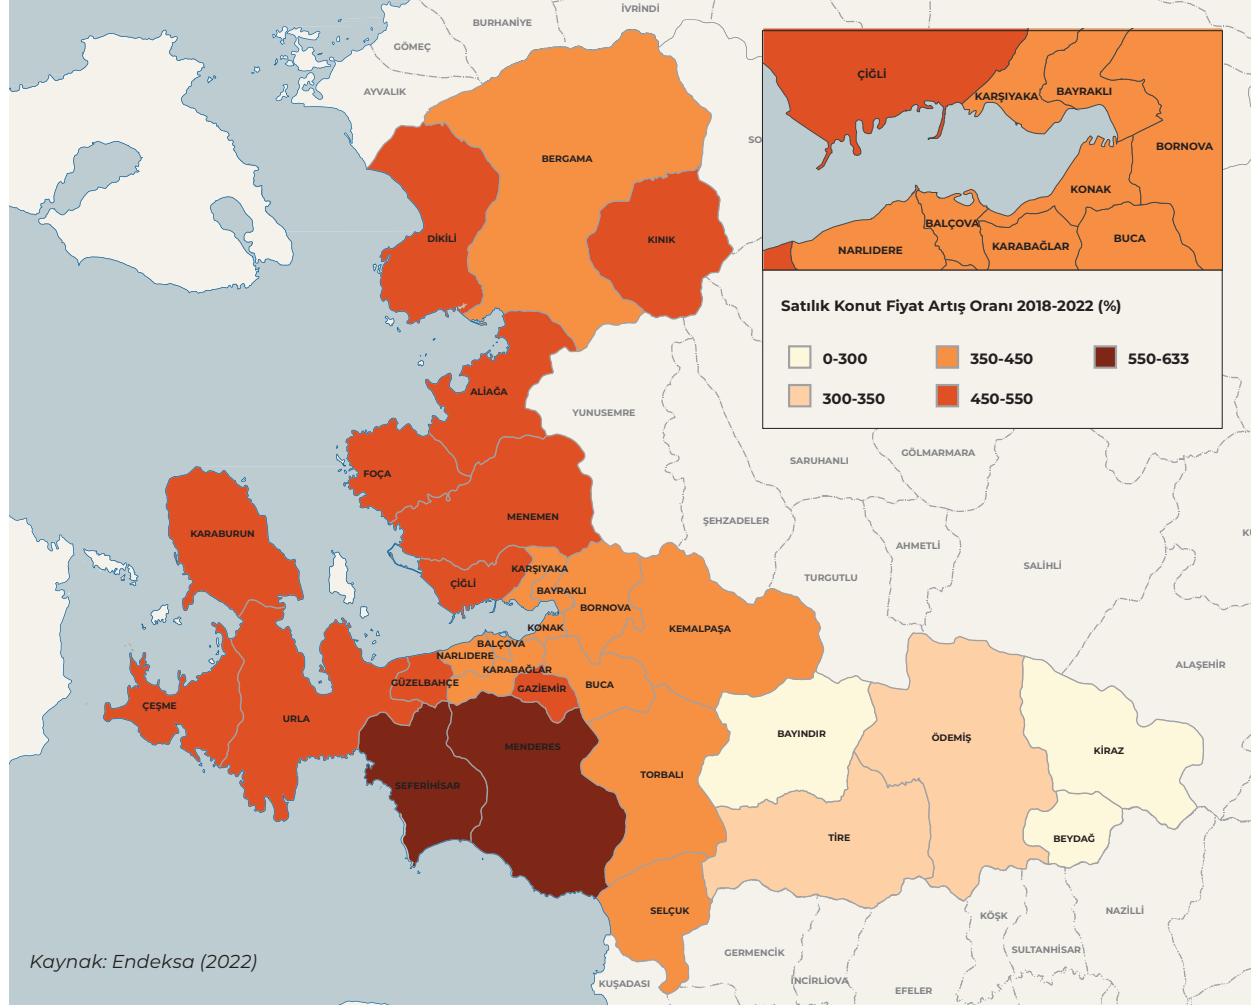 İVRİNDİ
BURHANİYE
GÖMEÇ
AYVALIK
SO
BERGAMA
DİKİLİ
KINIK
ALİAĞA
YUNUSEMRE
FOÇA
MENEMEN
KARABURUN
ÇİĞLİ
KARŞIYAKA
BAYRAKLI
BORNOVA
KONAK
BALÇOVA
NARLIDERE
KARABAĞLAR
GÜZELBAHÇE
GAZİEMİR
BUCA
KEMALPAŞA
ÇEŞME
URLA
SEFERİHİSAR
MENDERES
TORBALI
SELÇUK
BAYINDIR
ÖDEMİŞ
KİRAZ
TİRE
BEYDAĞ
SARUHANLI
GÖLMARMARA
ŞEHZADELER
AHMETLİ
TURGUTLU
SALİHLİ
ALAŞEHİR
KU
NAZİLLİ
KÖŞK
SULTANHİSAR
GERMENCİK
İNCİRLİOVA
EFELER
KUŞADASI
ÇİĞLİ
KARŞIYAKA
BAYRAKLI
BORNOVA
KONAK
BALÇOVA
NARLIDERE
KARABAĞLAR
BUCA
Satılık Konut Fiyat Artış Oranı 2018-2022 (%)
0-300
350-450
550-633
300-350
450-550
Kaynak: Endeksa (2022)